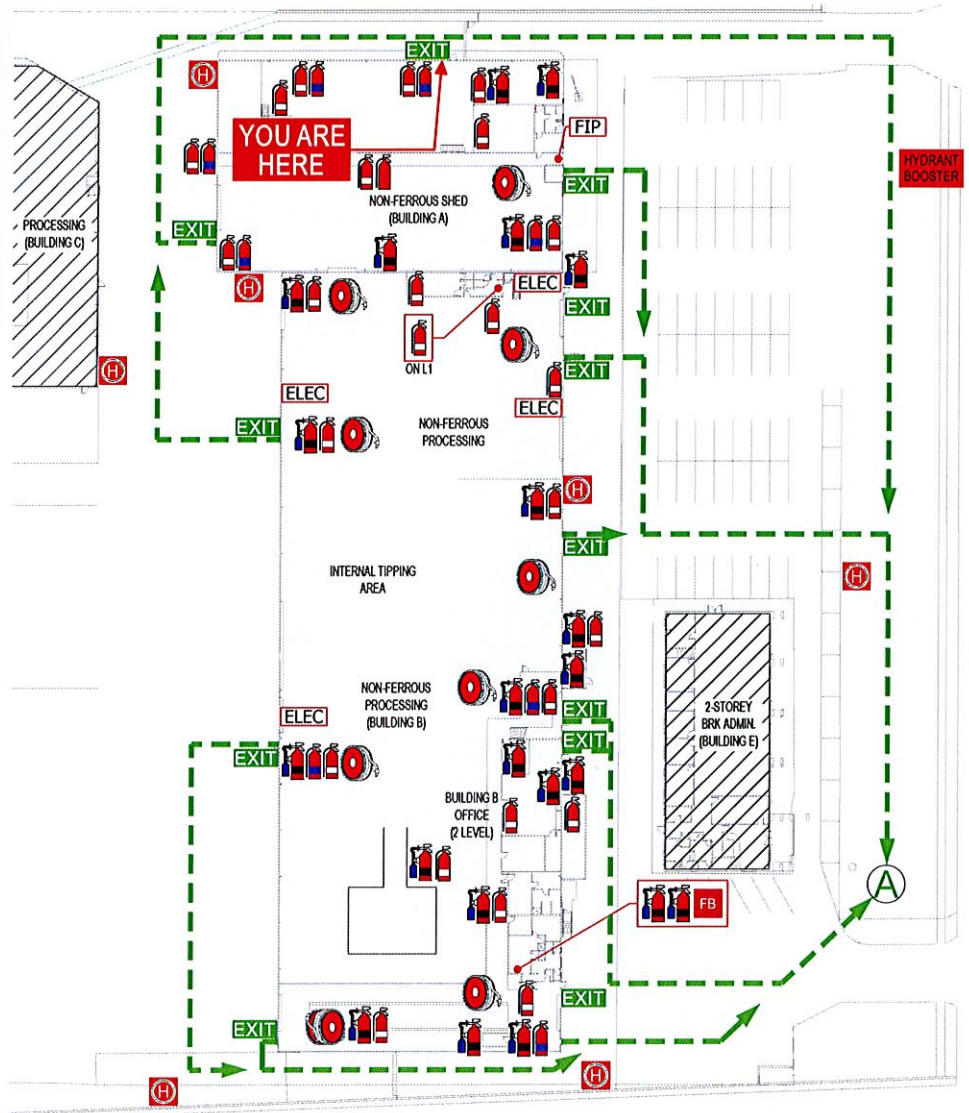 EXIT
H
YOU ARE
HERE
FIP
HYDRANT
BOOSTER
NON-FERROUS SHED
(BUILDING A)
EXIT
PROCESSING
(BUILDING C)
EXIT
H
ELEC
EXIT
ON L1
H
EXIT
ELEC
ELEC
EXIT
NON-FERROUS
PROCESSING
H
EXIT
INTERNAL TIPPING
AREA
H
NON-FERROUS
PROCESSING
(BUILDING B)
2-STOREY
BRK ADMIN.
(BUILDING E)
ELEC
EXIT
EXIT
EXIT
BUILDING B
OFFICE
(2 LEVEL)
A
FB
EXIT
EXIT
H
H